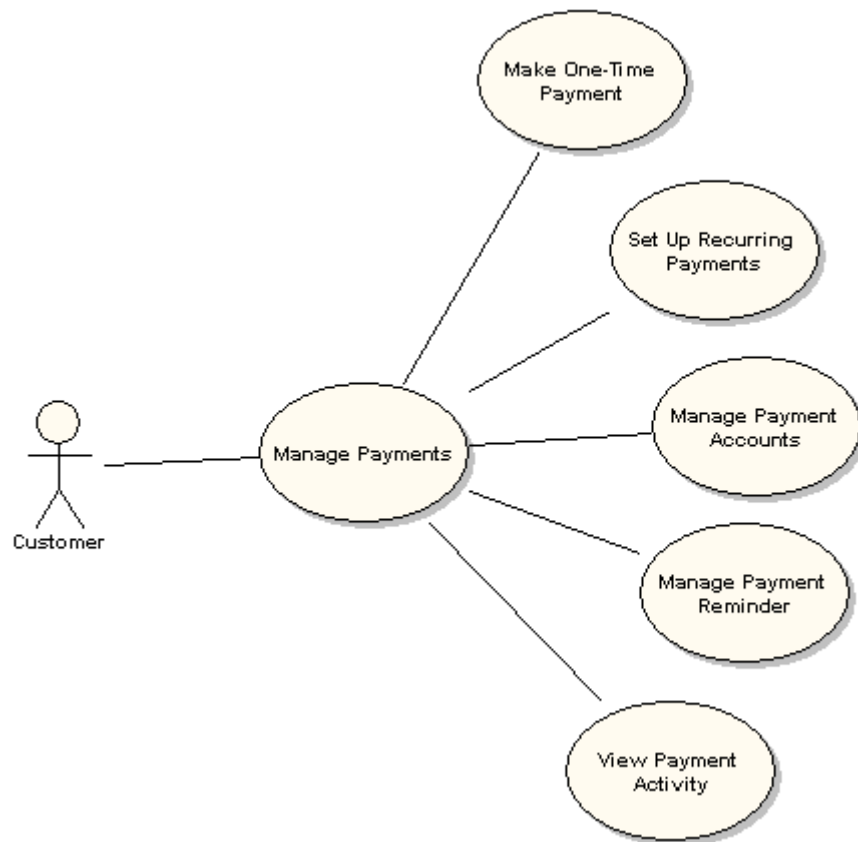 Make One-Time
Payment
Set Up Recurring
Payments
Manage Payment
Accounts
Manage Payments
Customer
Manage Payment
Reminder
View Payment
Activity